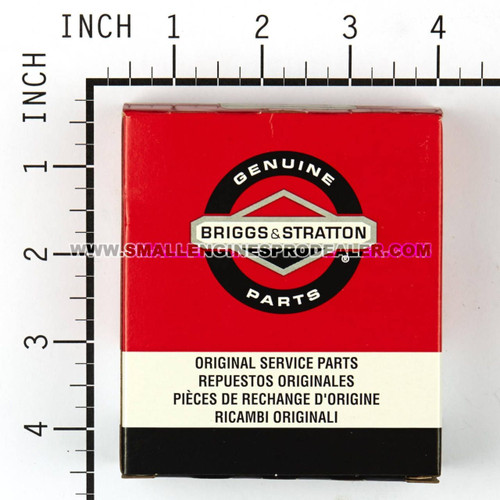 INCH 1 2 3 4
INCH
1
2
3
4
GENUINE
BRIGGS & STRATTON
®
PARTS
WWW.SMALLENGINESPRODEALER.COM
ORIGINAL SERVICE PARTS
REPUESTOS ORIGINALES
PIÈCES DE RECHANGE D'ORIGINE
RICAMBI ORIGINALI